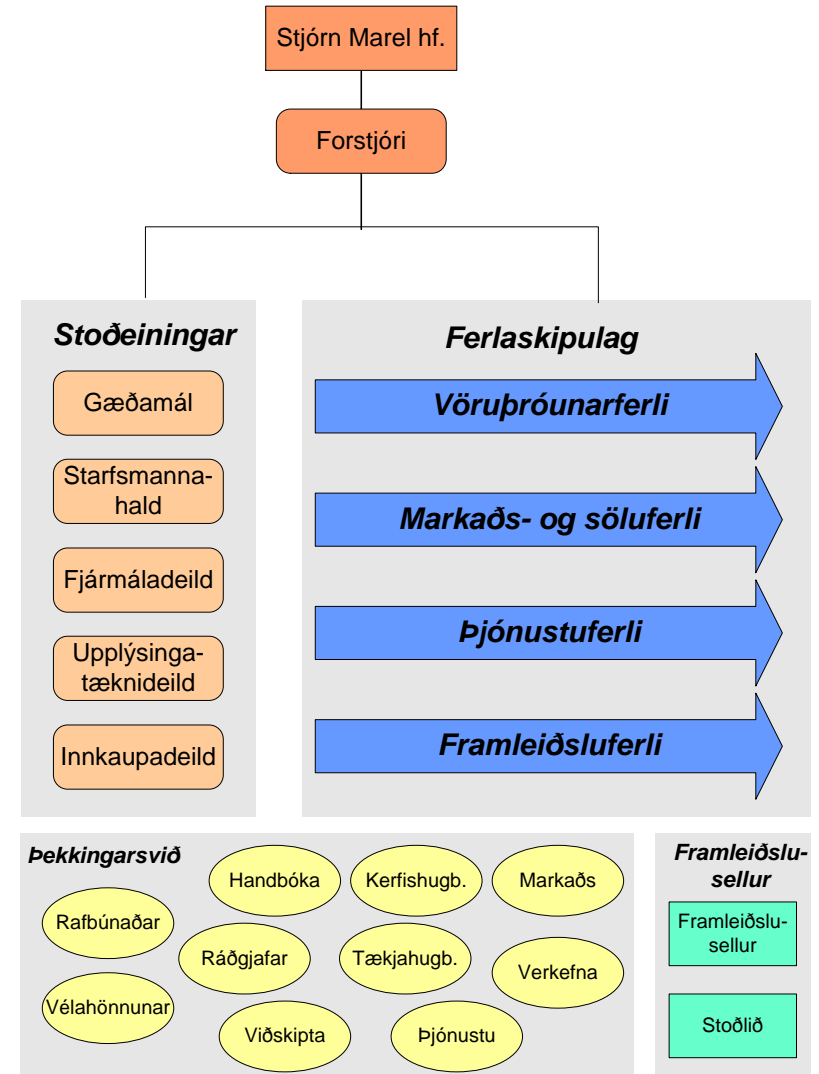 Stjórn Marel hf.
Forstjóri
Stoðeiningar
Gæðamál
Starfsmanna-
hald
Fjármáladeild
Upplýsinga-
tæknideild
Innkaupadeild
Ferlaskipulag
Vöruþróunarferli
Markaðs- og söluferli
Þjónustuferli
Framleiðsluferli
Þekkingarsvið
Handbóka
Kerfishugb.
Markaðs
Rafbúnaðar
Ráðgjafar
Tækjahugb.
Verkefna
Vélahönnunar
Viðskipta
Þjónustu
Framleiðslu-
sellur
Framleiðslu-
sellur
Stoðlið